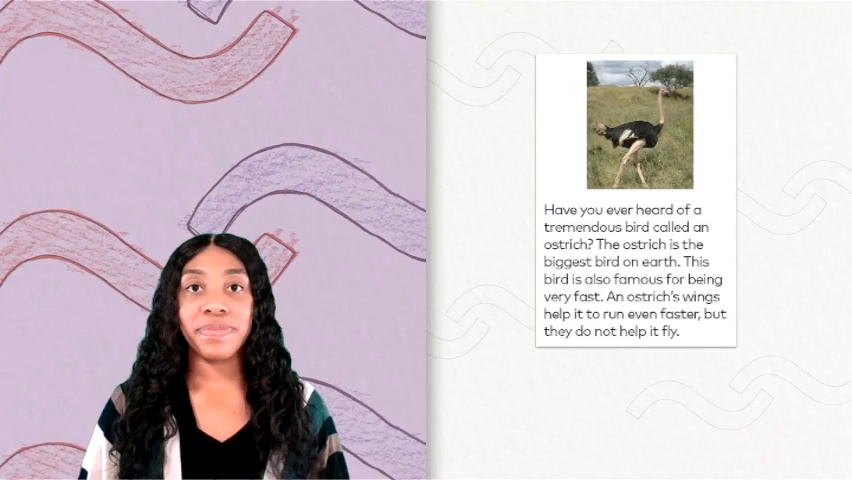 Have you ever heard of a
tremendous bird called an
ostrich? The ostrich is the
biggest bird on earth. This
bird is also famous for being
very fast. An ostrich's wings
help it to run even faster, but
they do not help it fly.